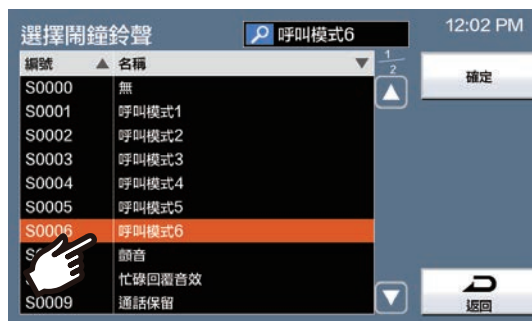 選擇鬧鐘鈴聲
呼叫模式6
12:02 PM
編號 ▲ 名稱 ▼
1/2
確定
S0000 無
S0001 呼叫模式1
S0002 呼叫模式2
S0003 呼叫模式3
S0004 呼叫模式4
S0005 呼叫模式5
S0006 呼叫模式6
顫音
忙碌回覆音效
S0009 通話保留
返回